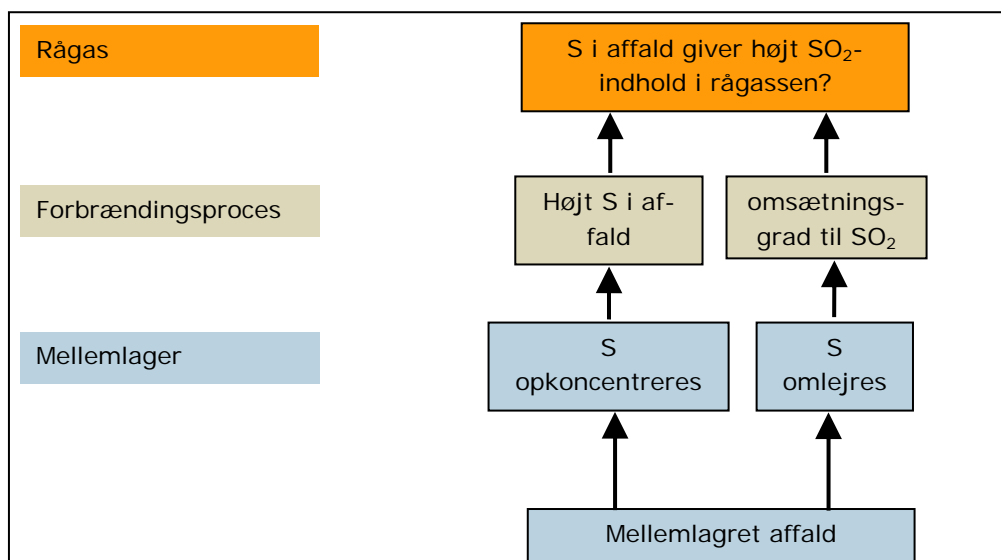 Rågas
S i affald giver højt SO₂-
indhold i rågassen?
Forbrændingsproces
Højt S i af-
fald
omsætnings-
grad til SO₂
Mellemlager
S
opkoncentreres
S
omlejres
Mellemlagret affald